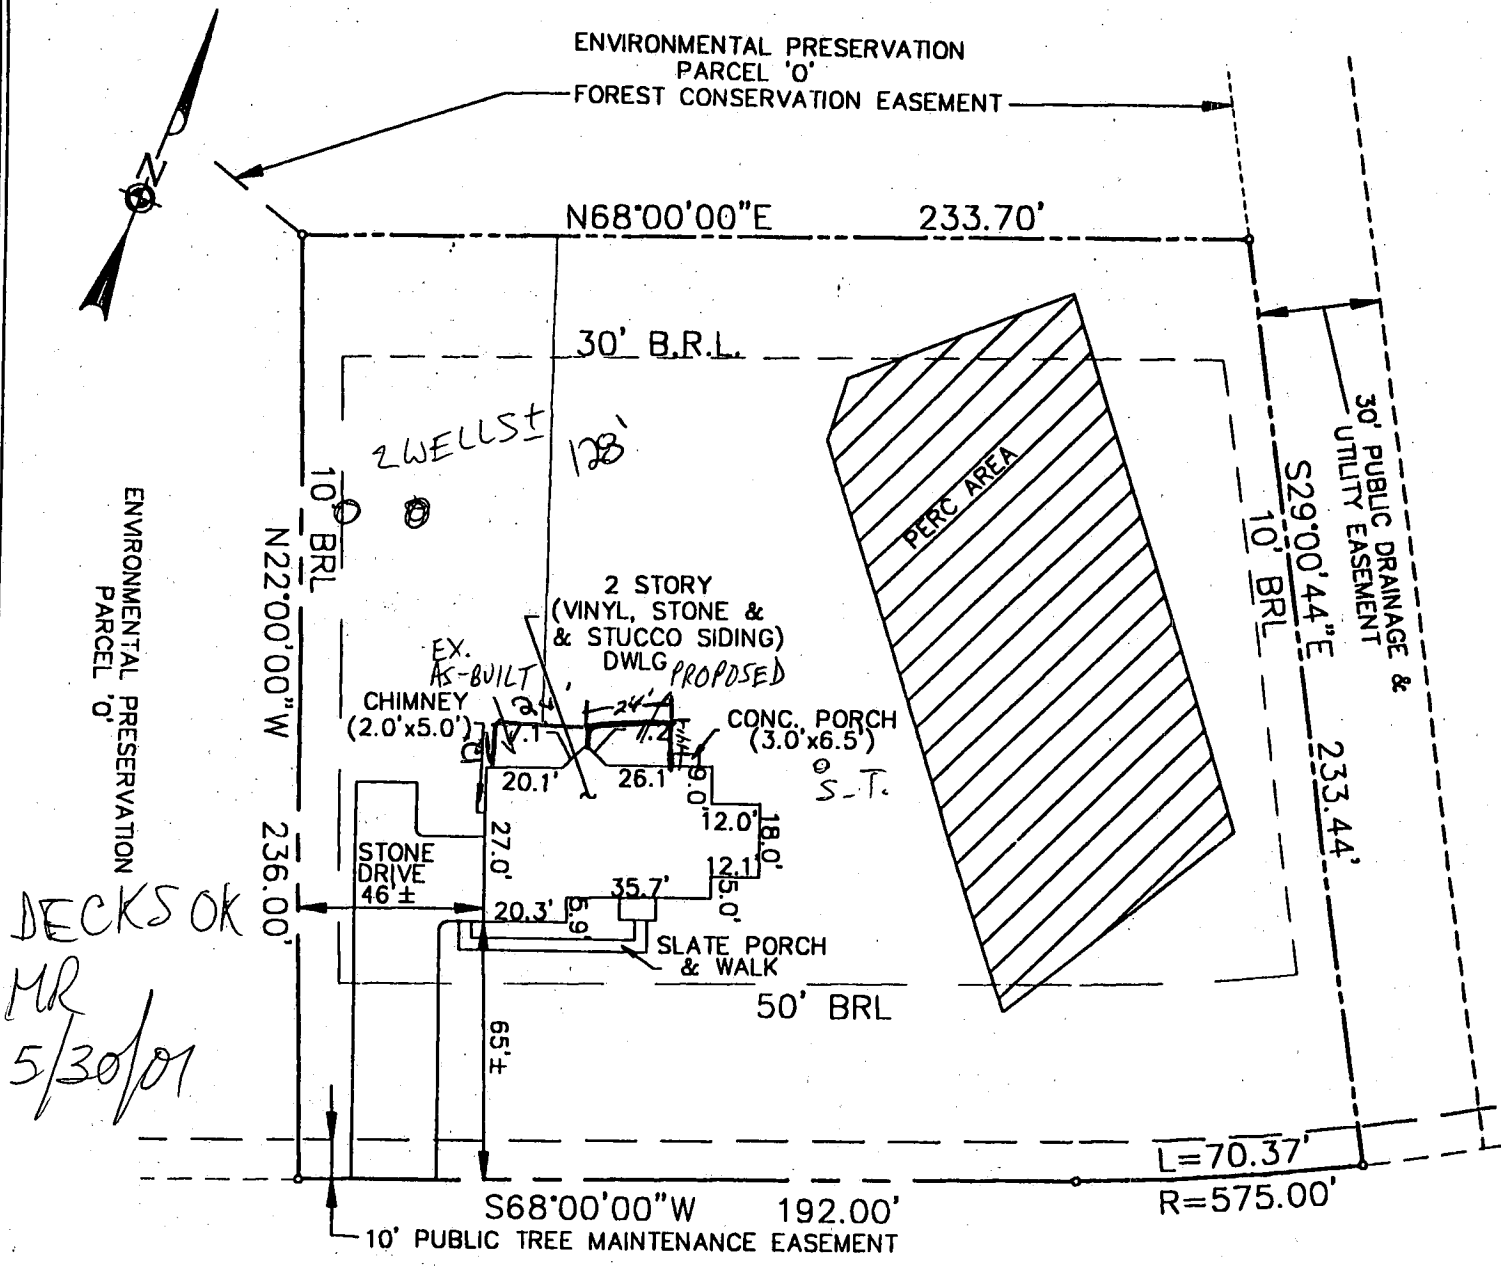 ENVIRONMENTAL PRESERVATION
PARCEL 'O'
FOREST CONSERVATION EASEMENT
N
N68°00'00"E 233.70'
30' B.R.L.
2 WELLS±
128'
10' BRL
N22°00'00"W 236.00'
ENVIRONMENTAL PRESERVATION
PARCEL 'O'
PERC AREA
30' PUBLIC DRAINAGE &
UTILITY EASEMENT
S29°00'44"E 233.44'
10' BRL
2 STORY
(VINYL, STONE &
& STUCCO SIDING)
DWLG
PROPOSED
EX.
AS-BUILT
CHIMNEY
(2.0'x5.0')
24'
CONC. PORCH
(3.0'x6.5')
S.T.
20.1'
26.1
9.0'
12.0'
18.0'
27.0'
12.1'
5.0'
35.7'
20.3'
5.9'
STONE
DRIVE
46'±
SLATE PORCH
& WALK
DECKS OK
MR
5/30/01
50' BRL
65'±
L=70.37'
R=575.00'
S68°00'00"W 192.00'
10' PUBLIC TREE MAINTENANCE EASEMENT